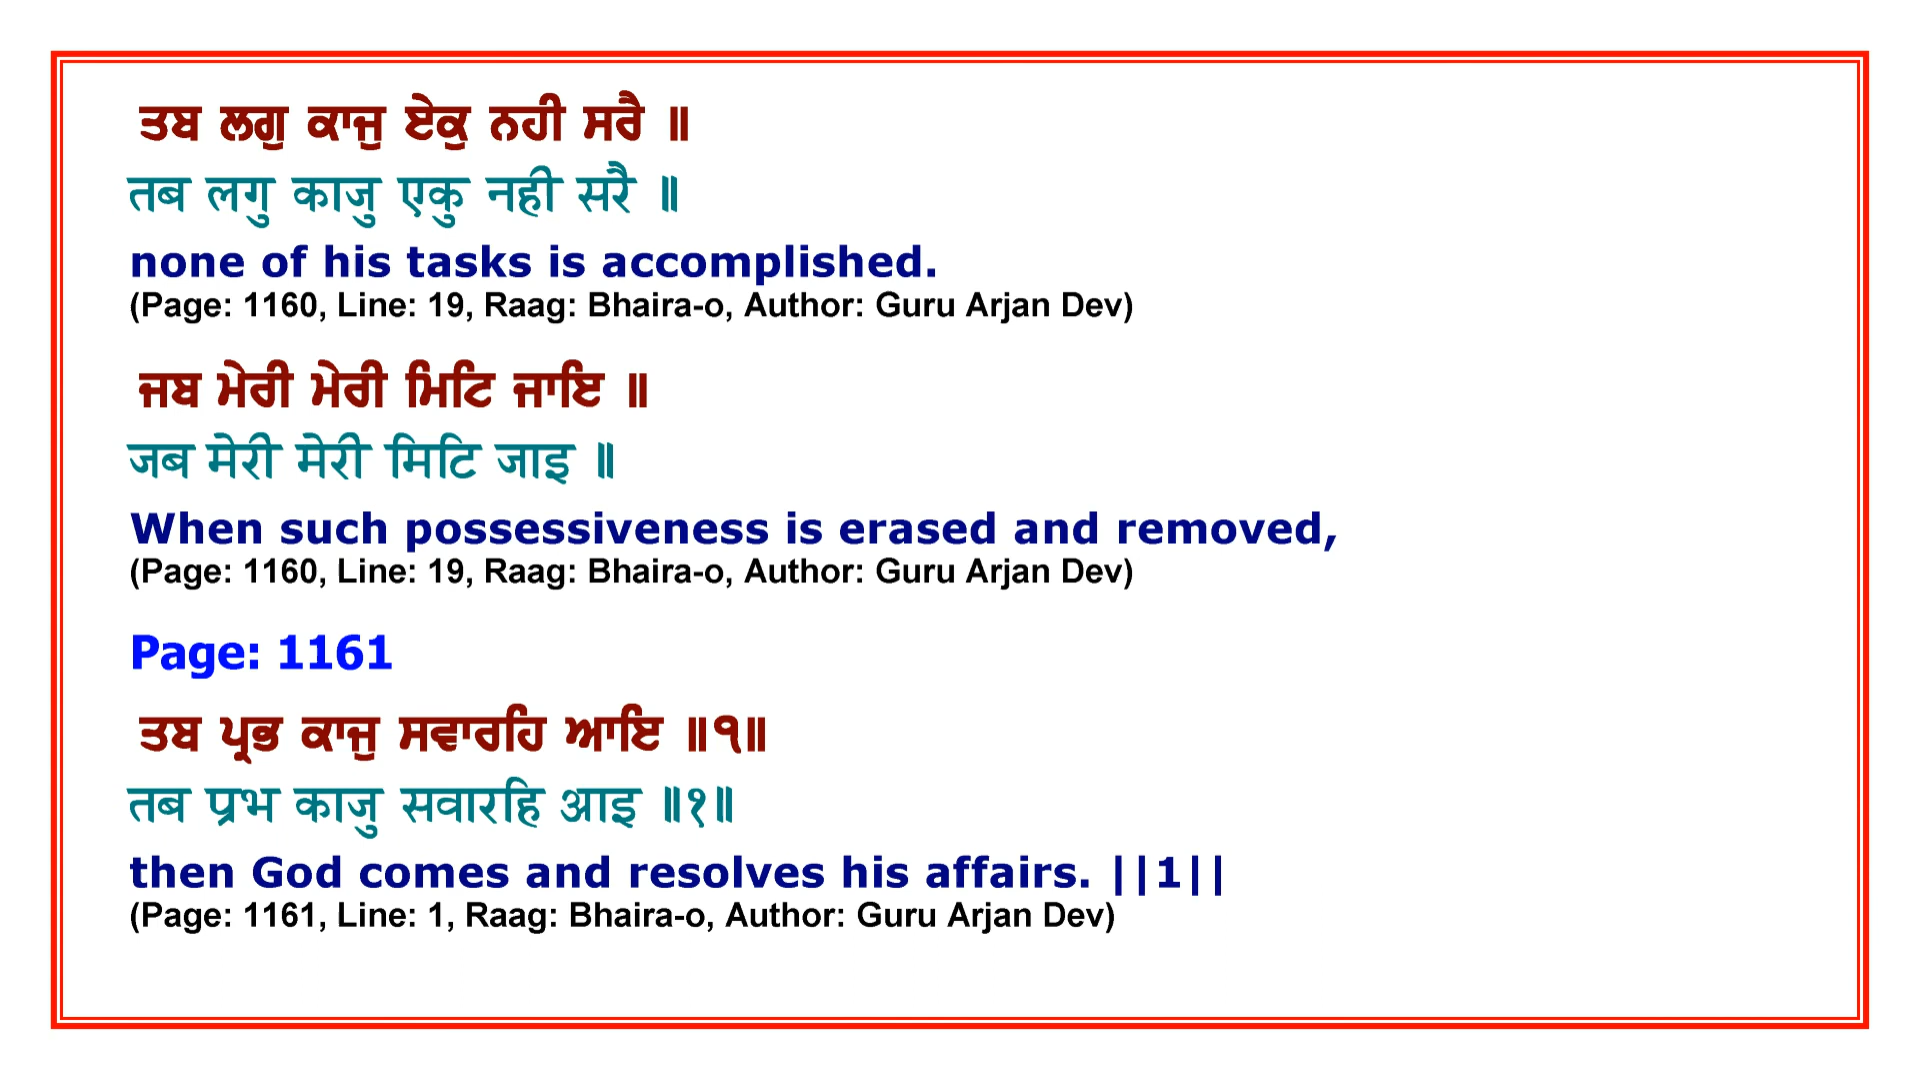 ਤਬ ਲਗੁ ਕਾਜੁ ਏਕੁ ਨਹੀ ਸਰੈ ॥
तब लगु काजु एकु नही सरै ॥
none of his tasks is accomplished.
(Page: 1160, Line: 19, Raag: Bhaira-o, Author: Guru Arjan Dev)
ਜਬ ਮੇਰੀ ਮੇਰੀ ਮਿਟਿ ਜਾਇ ॥
जब मेरी मेरी मिटि जाइ ॥
When such possessiveness is erased and removed,
(Page: 1160, Line: 19, Raag: Bhaira-o, Author: Guru Arjan Dev)
Page: 1161
ਤਬ ਪ੍ਰਭ ਕਾਜੁ ਸਵਾਰਹਿ ਆਇ ॥੧॥
तब प्रभ काजु सवारहि आइ ॥१॥
then God comes and resolves his affairs. ||1||
(Page: 1161, Line: 1, Raag: Bhaira-o, Author: Guru Arjan Dev)